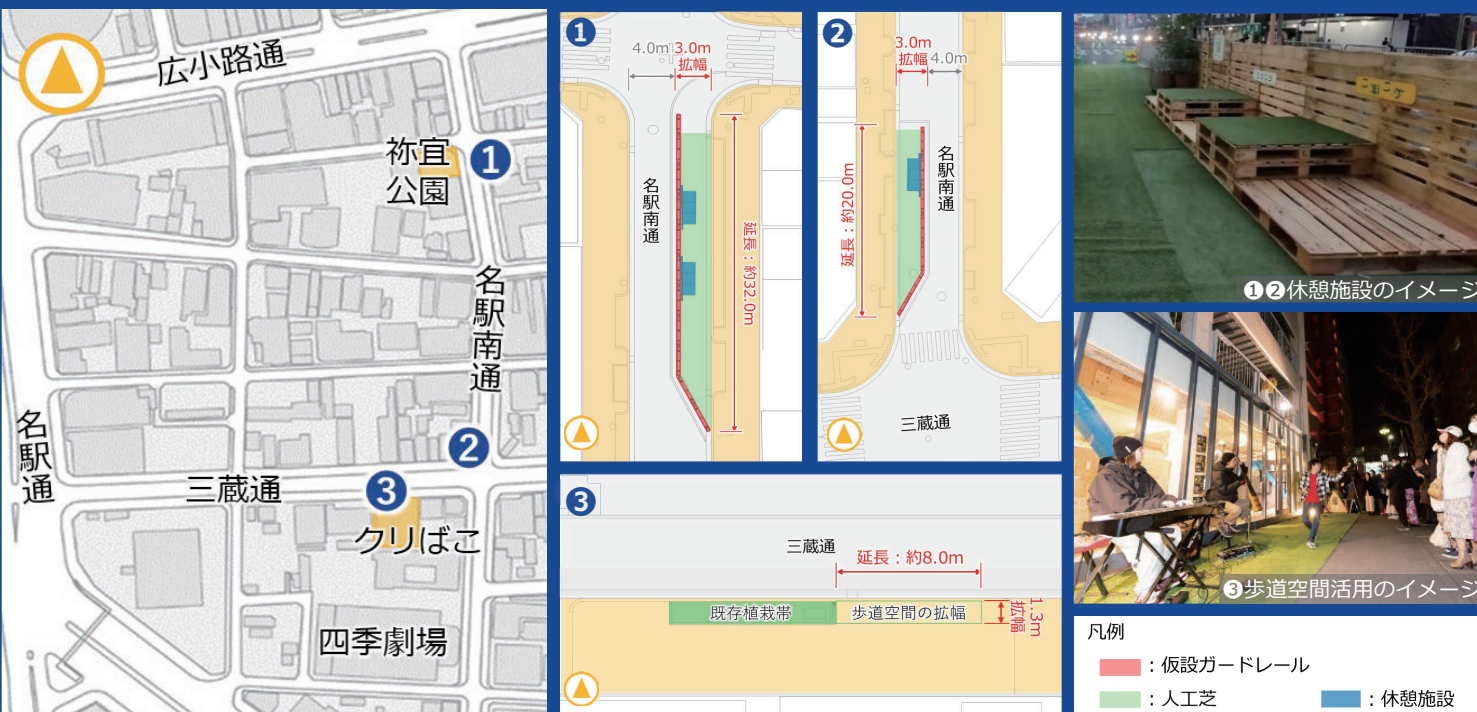 広小路通
祢宜
公園
1
名駅南通
2
名駅通
三蔵通
3
クリばこ
四季劇場
1
4.0m
3.0m
拡幅
名駅南通
延長：約32.0m
2
3.0m
拡幅
4.0m
延長：約20.0m
名駅南通
三蔵通
3
三蔵通
延長：約8.0m
既存植栽帯
歩道空間の拡幅
1.3m
拡幅
❶❷休憩施設のイメージ
❸歩道空間活用のイメージ
凡例
：仮設ガードレール
：人工芝
：休憩施設